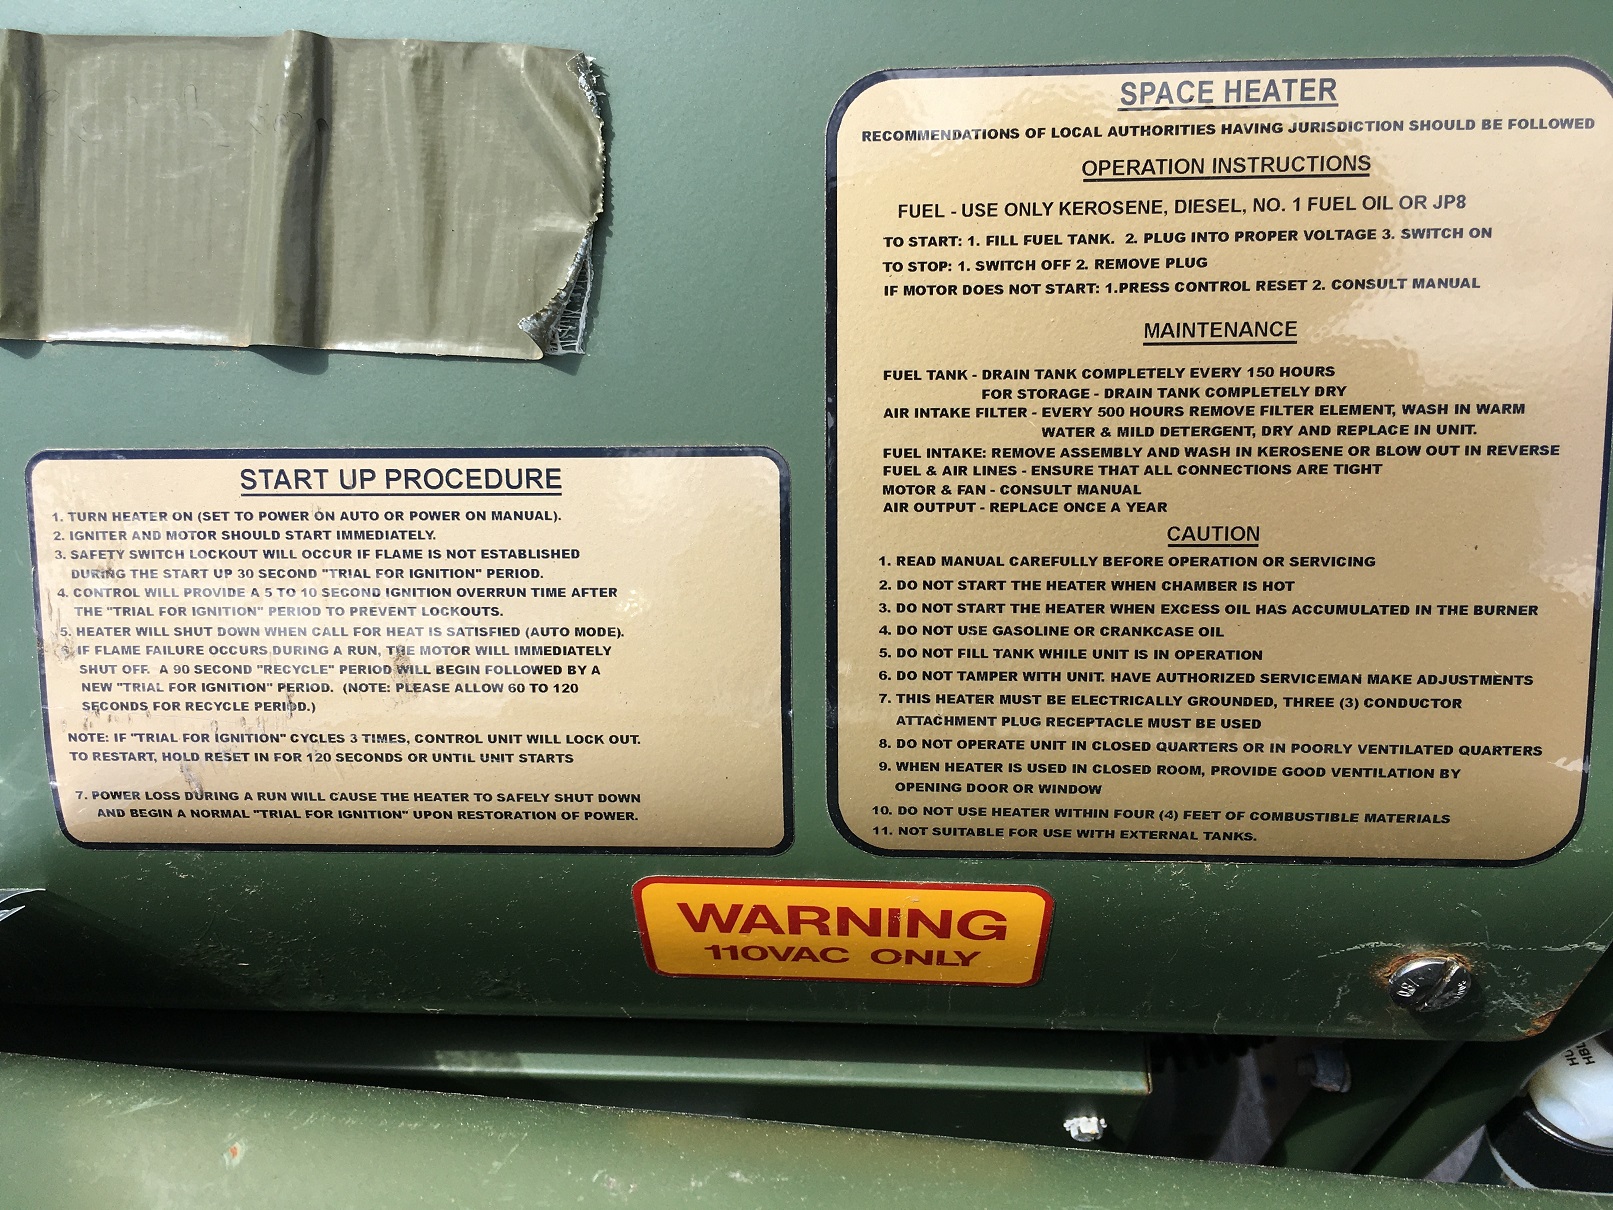 SPACE HEATER
RECOMMENDATIONS OF LOCAL AUTHORITIES HAVING JURISDICTION SHOULD BE FOLLOWED
OPERATION INSTRUCTIONS
FUEL - USE ONLY KEROSENE, DIESEL, NO. 1 FUEL OIL OR JP8
TO START: 1. FILL FUEL TANK. 2. PLUG INTO PROPER VOLTAGE 3. SWITCH ON
TO STOP: 1. SWITCH OFF 2. REMOVE PLUG
IF MOTOR DOES NOT START: 1.PRESS CONTROL RESET 2. CONSULT MANUAL
MAINTENANCE
FUEL TANK - DRAIN TANK COMPLETELY EVERY 150 HOURS
FOR STORAGE - DRAIN TANK COMPLETELY DRY
AIR INTAKE FILTER - EVERY 500 HOURS REMOVE FILTER ELEMENT, WASH IN WARM
WATER & MILD DETERGENT, DRY AND REPLACE IN UNIT.
FUEL INTAKE: REMOVE ASSEMBLY AND WASH IN KEROSENE OR BLOW OUT IN REVERSE
FUEL & AIR LINES - ENSURE THAT ALL CONNECTIONS ARE TIGHT
MOTOR & FAN - CONSULT MANUAL
AIR OUTPUT - REPLACE ONCE A YEAR
CAUTION
1. READ MANUAL CAREFULLY BEFORE OPERATION OR SERVICING
2. DO NOT START THE HEATER WHEN CHAMBER IS HOT
3. DO NOT START THE HEATER WHEN EXCESS OIL HAS ACCUMULATED IN THE BURNER
4. DO NOT USE GASOLINE OR CRANKCASE OIL
5. DO NOT FILL TANK WHILE UNIT IS IN OPERATION
6. DO NOT TAMPER WITH UNIT. HAVE AUTHORIZED SERVICEMAN MAKE ADJUSTMENTS
7. THIS HEATER MUST BE ELECTRICALLY GROUNDED, THREE (3) CONDUCTOR
ATTACHMENT PLUG RECEPTACLE MUST BE USED
8. DO NOT OPERATE UNIT IN CLOSED QUARTERS OR IN POORLY VENTILATED QUARTERS
9. WHEN HEATER IS USED IN CLOSED ROOM, PROVIDE GOOD VENTILATION BY
OPENING DOOR OR WINDOW
10. DO NOT USE HEATER WITHIN FOUR (4) FEET OF COMBUSTIBLE MATERIALS
11. NOT SUITABLE FOR USE WITH EXTERNAL TANKS.
START UP PROCEDURE
1. TURN HEATER ON (SET TO POWER ON AUTO OR POWER ON MANUAL).
2. IGNITER AND MOTOR SHOULD START IMMEDIATELY.
3. SAFETY SWITCH LOCKOUT WILL OCCUR IF FLAME IS NOT ESTABLISHED
DURING THE START UP 30 SECOND "TRIAL FOR IGNITION" PERIOD.
4. CONTROL WILL PROVIDE A 5 TO 10 SECOND IGNITION OVERRUN TIME AFTER
THE "TRIAL FOR IGNITION" PERIOD TO PREVENT LOCKOUTS.
5. HEATER WILL SHUT DOWN WHEN CALL FOR HEAT IS SATISFIED (AUTO MODE).
IF FLAME FAILURE OCCURS DURING A RUN, THE MOTOR WILL IMMEDIATELY
SHUT OFF. A 90 SECOND "RECYCLE" PERIOD WILL BEGIN FOLLOWED BY A
NEW "TRIAL FOR IGNITION" PERIOD. (NOTE: PLEASE ALLOW 60 TO 120
SECONDS FOR RECYCLE PERIOD.)
NOTE: IF "TRIAL FOR IGNITION" CYCLES 3 TIMES, CONTROL UNIT WILL LOCK OUT.
TO RESTART, HOLD RESET IN FOR 120 SECONDS OR UNTIL UNIT STARTS
7. POWER LOSS DURING A RUN WILL CAUSE THE HEATER TO SAFELY SHUT DOWN
AND BEGIN A NORMAL "TRIAL FOR IGNITION" UPON RESTORATION OF POWER.
WARNING
110VAC ONLY